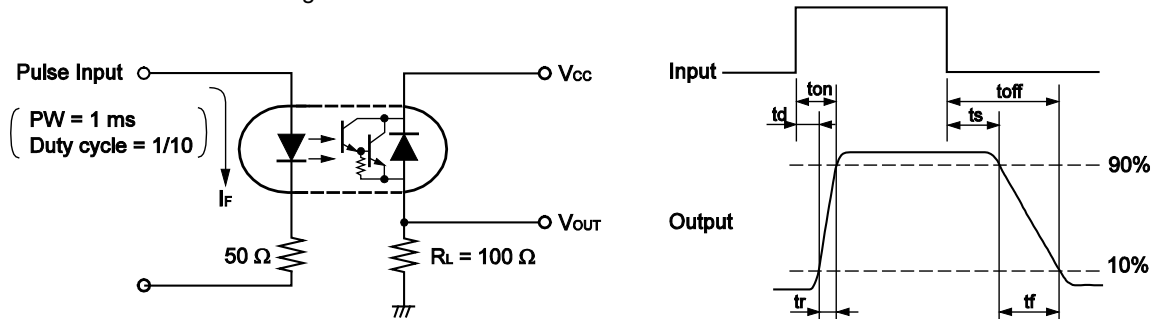 Pulse Input
PW = 1 ms
Duty cycle = 1/10
IF
50 Ω
VCC
VOUT
RL = 100 Ω
Input
ton
toff
td
ts
90%
Output
10%
tr
tf